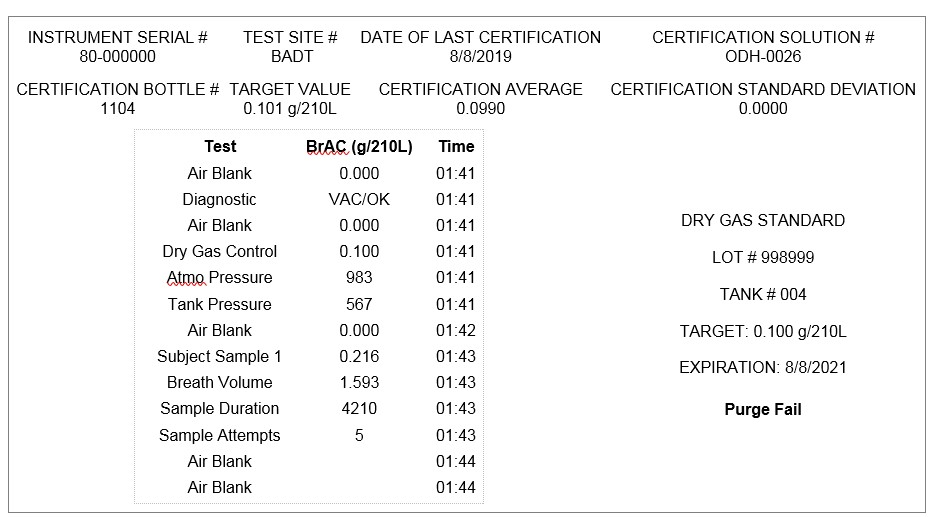 INSTRUMENT SERIAL # TEST SITE # DATE OF LAST CERTIFICATION CERTIFICATION SOLUTION #
80-000000 BADT 8/8/2019 ODH-0026
CERTIFICATION BOTTLE # TARGET VALUE CERTIFICATION AVERAGE CERTIFICATION STANDARD DEVIATION
1104 0.101 g/210L 0.0990 0.0000
Test BrAC (g/210L) Time
Air Blank 0.000 01:41
Diagnostic VAC/OK 01:41
Air Blank 0.000 01:41
Dry Gas Control 0.100 01:41
Atmo Pressure 983 01:41
Tank Pressure 567 01:41
Air Blank 0.000 01:42
Subject Sample 1 0.216 01:43
Breath Volume 1.593 01:43
Sample Duration 4210 01:43
Sample Attempts 5 01:43
Air Blank 01:44
Air Blank 01:44
DRY GAS STANDARD
LOT # 998999
TANK # 004
TARGET: 0.100 g/210L
EXPIRATION: 8/8/2021
Purge Fail